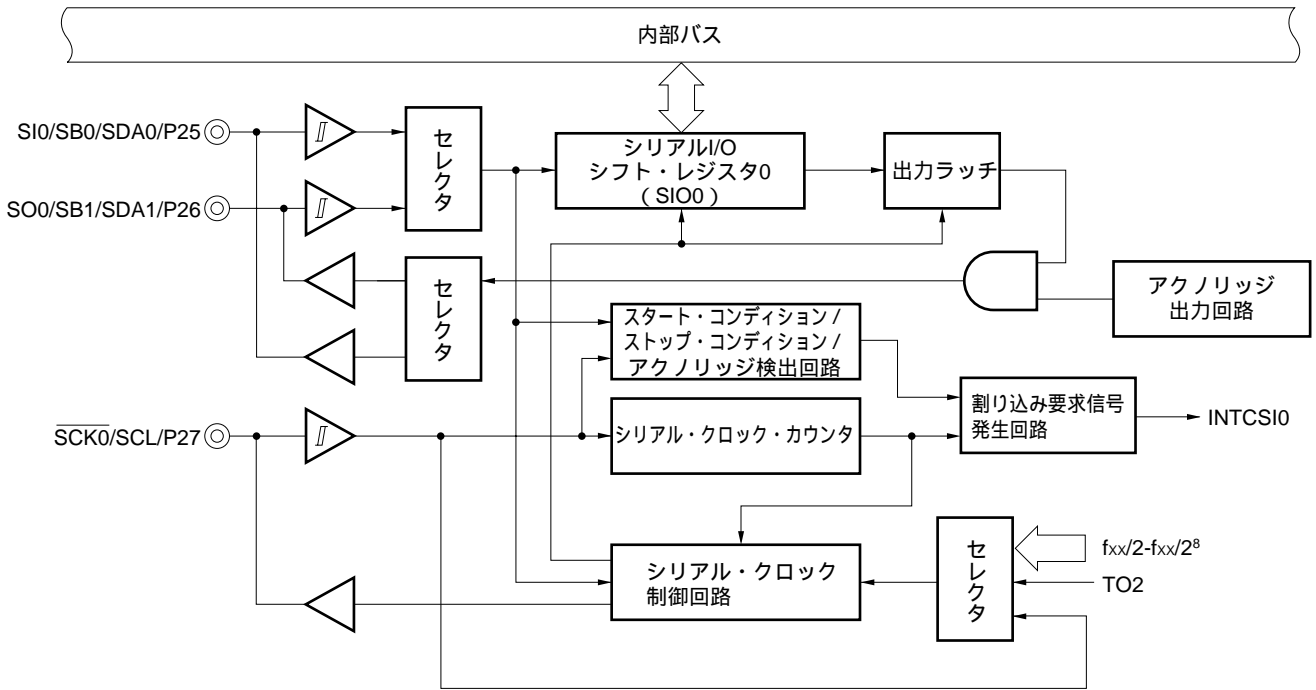 内部バス
SI0/SB0/SDA0/P25
セレクタ
シリアルI/O
シフト・レジスタ0
（SIO0）
出力ラッチ
SO0/SB1/SDA1/P26
セレクタ
アクノリッジ
出力回路
スタート・コンディション/
ストップ・コンディション/
アクノリッジ検出回路
割り込み要求信号
発生回路
INTCSI0
SCK0/SCL/P27
シリアル・クロック・カウンタ
シリアル・クロック
制御回路
セレクタ
fxx/2-fxx/2⁸
TO2